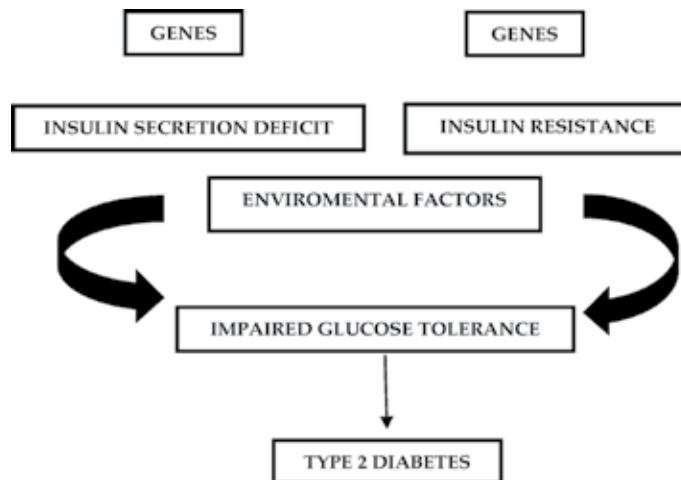 GENES
GENES
INSULIN SECRETION DEFICIT
INSULIN RESISTANCE
ENVIROMENTAL FACTORS
IMPAIRED GLUCOSE TOLERANCE
TYPE 2 DIABETES